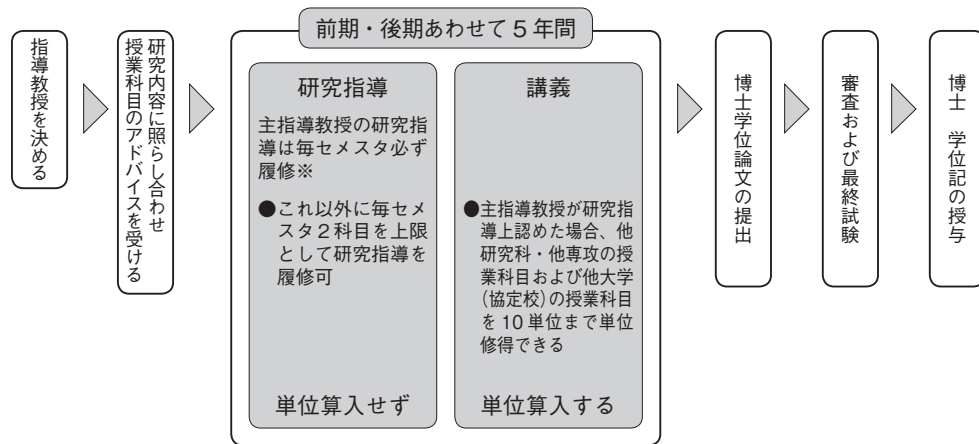 指導教授を決める
研究内容に照らし合わせ
授業科目のアドバイスを受ける
前期・後期あわせて5年間
研究指導
主指導教授の研究指
導は毎セメスタ必ず
履修※
●これ以外に毎セメ
スタ2科目を上限
として研究指導を
履修可
単位算入せず
講義
●主指導教授が研究指
導上認めた場合、他
研究科・他専攻の授
業科目および他大学
(協定校)の授業科目
を10単位まで単位
修得できる
単位算入する
博士学位論文の提出
審査および最終試験
博士 学位記の授与